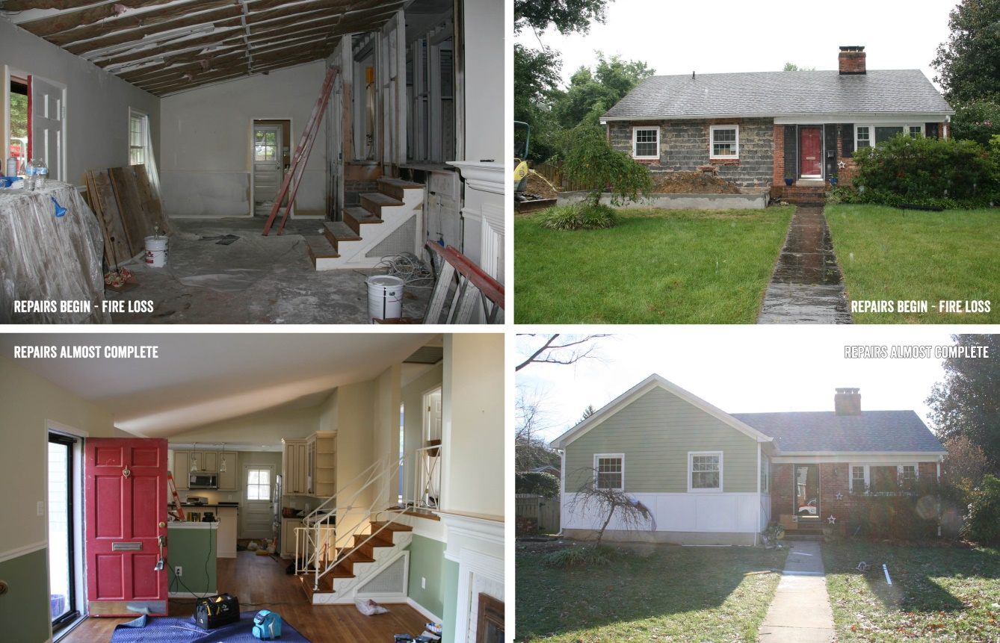 REPAIRS BEGIN - FIRE LOSS
REPAIRS BEGIN - FIRE LOSS
REPAIRS ALMOST COMPLETE
REPAIRS ALMOST COMPLETE